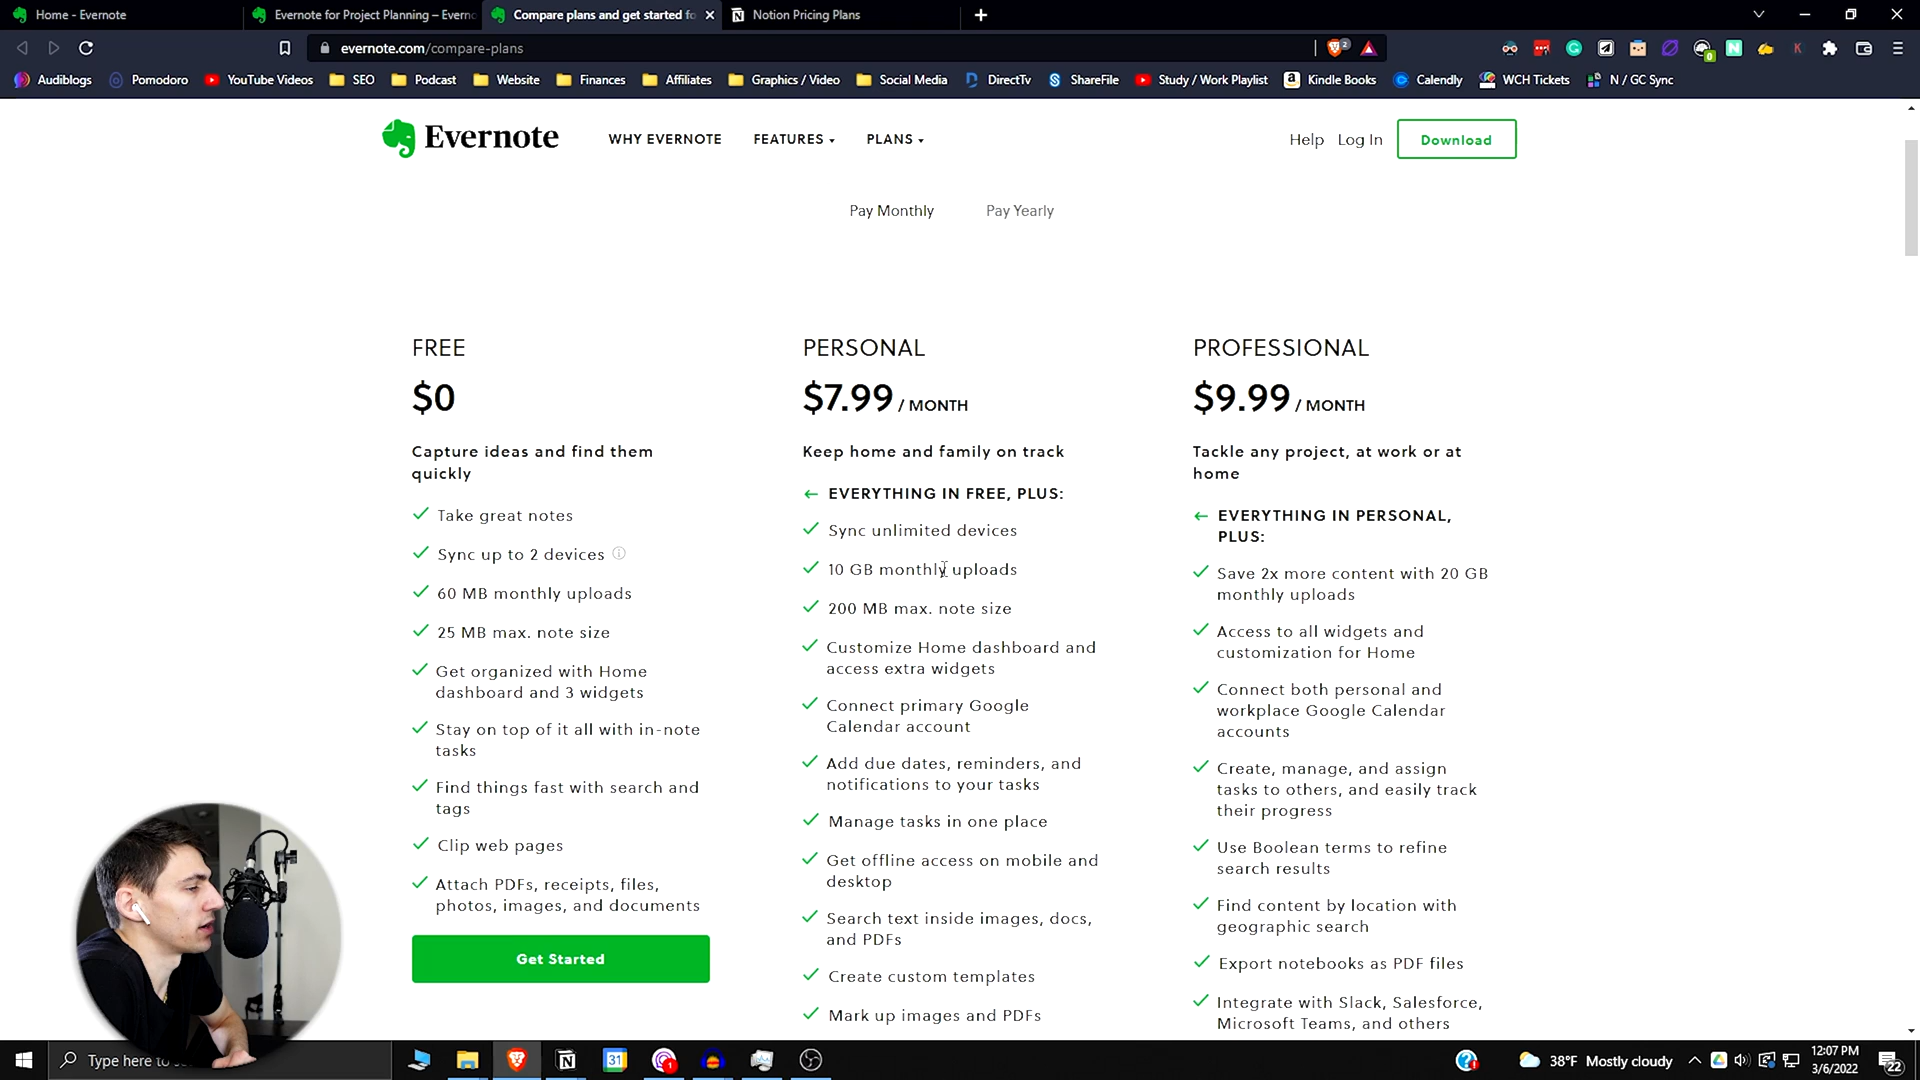 Home - Evernote
Evernote for Project Planning – Everno
Compare plans and get started fo
Notion Pricing Plans
evernote.com/compare-plans
2
0
Audiblogs
Pomodoro
YouTube Videos
SEO
Podcast
Website
Finances
Affiliates
Graphics / Video
Social Media
DirectTv
ShareFile
Study / Work Playlist
Kindle Books
Calendly
WCH Tickets
N / GC Sync
Evernote
WHY EVERNOTE
FEATURES
PLANS
Help
Log In
Download
Pay Monthly
Pay Yearly
FREE
$0
Capture ideas and find them
quickly
Take great notes
Sync up to 2 devices
60 MB monthly uploads
25 MB max. note size
Get organized with Home
dashboard and 3 widgets
Stay on top of it all with in-note
tasks
Find things fast with search and
tags
Clip web pages
Attach PDFs, receipts, files,
photos, images, and documents
Get Started
PERSONAL
$7.99 / MONTH
Keep home and family on track
← EVERYTHING IN FREE, PLUS:
Sync unlimited devices
10 GB monthly uploads
200 MB max. note size
Customize Home dashboard and
access extra widgets
Connect primary Google
Calendar account
Add due dates, reminders, and
notifications to your tasks
Manage tasks in one place
Get offline access on mobile and
desktop
Search text inside images, docs,
and PDFs
Create custom templates
Mark up images and PDFs
PROFESSIONAL
$9.99 / MONTH
Tackle any project, at work or at
home
← EVERYTHING IN PERSONAL,
PLUS:
Save 2x more content with 20 GB
monthly uploads
Access to all widgets and
customization for Home
Connect both personal and
workplace Google Calendar
accounts
Create, manage, and assign
tasks to others, and easily track
their progress
Use Boolean terms to refine
search results
Find content by location with
geographic search
Export notebooks as PDF files
Integrate with Slack, Salesforce,
Microsoft Teams, and others
Type here to
31
1
38°F Mostly cloudy
12:07 PM
3/6/2022
22